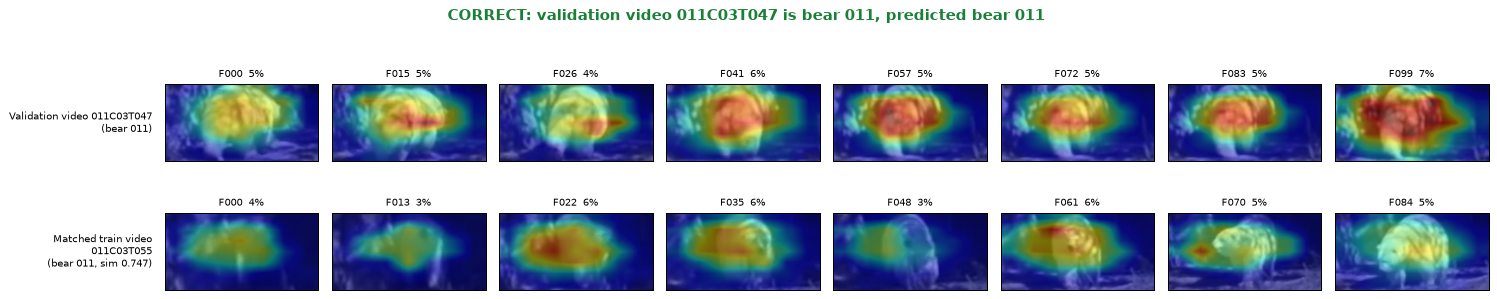 CORRECT: validation video 011C03T047 is bear 011, predicted bear 011
F000 5%
F015 5%
F026 4%
F041 6%
F057 5%
F072 5%
F083 5%
F099 7%
Validation video 011C03T047
(bear 011)
F000 4%
F013 3%
F022 6%
F035 6%
F048 3%
F061 6%
F070 5%
F084 5%
Matched train video
011C03T055
(bear 011, sim 0.747)